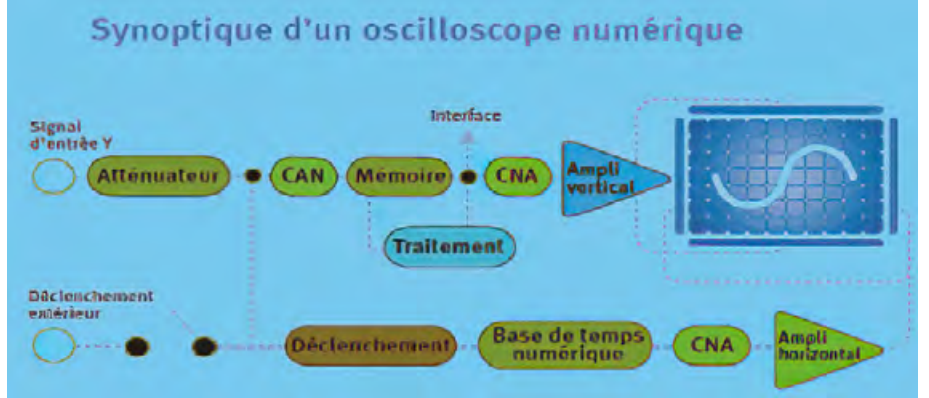 Synoptique d'un oscilloscope numérique
Interface
Signal
d'entrée Y
Atténuateur
CAN
Mémoire
CNA
Ampli
vertical
Traitement
Déclenchement
extérieur
Déclenchement
Base de temps
numérique
CNA
Ampli
horizontal